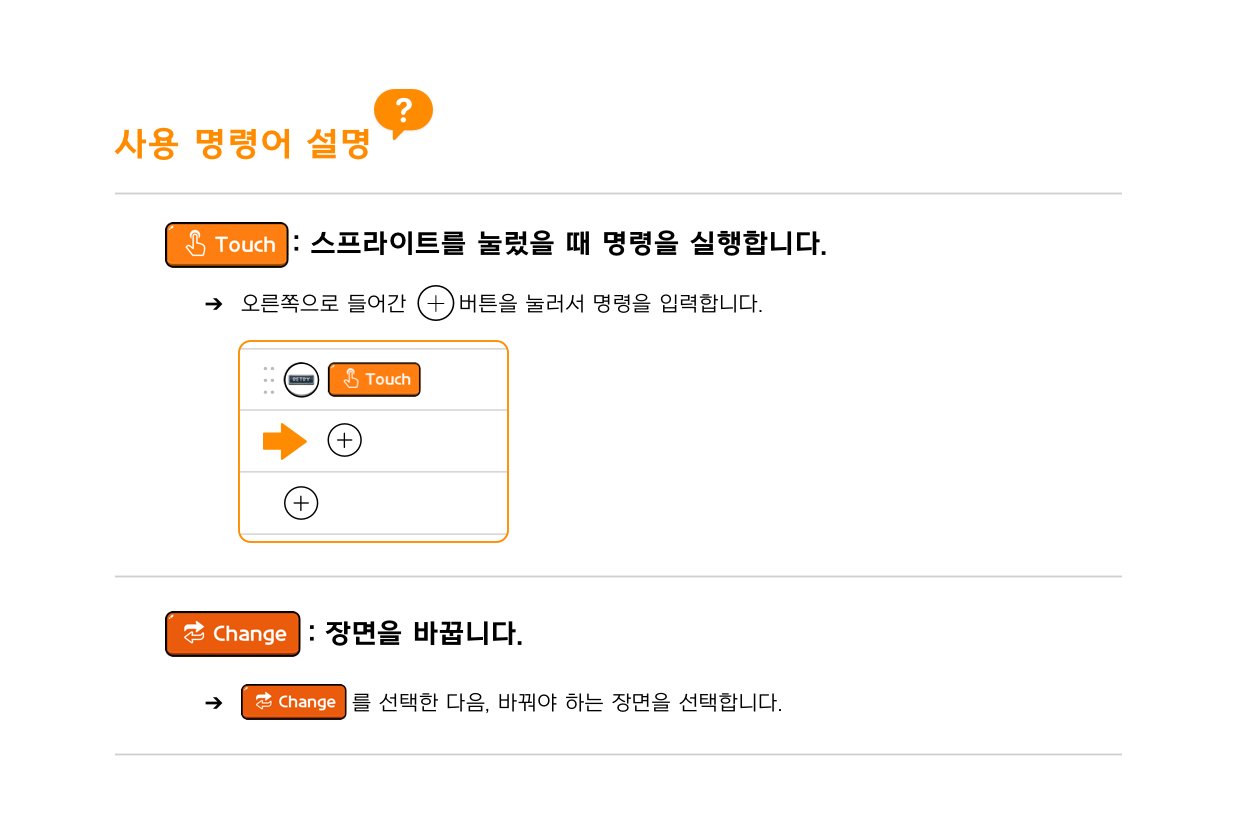 ?
사용 명령어 설명
Touch : 스프라이트를 눌렀을 때 명령을 실행합니다.
➔ 오른쪽으로 들어간 + 버튼을 눌러서 명령을 입력합니다.
RETRY Touch
+
+
Change : 장면을 바꿉니다.
➔ Change 를 선택한 다음, 바꿔야 하는 장면을 선택합니다.